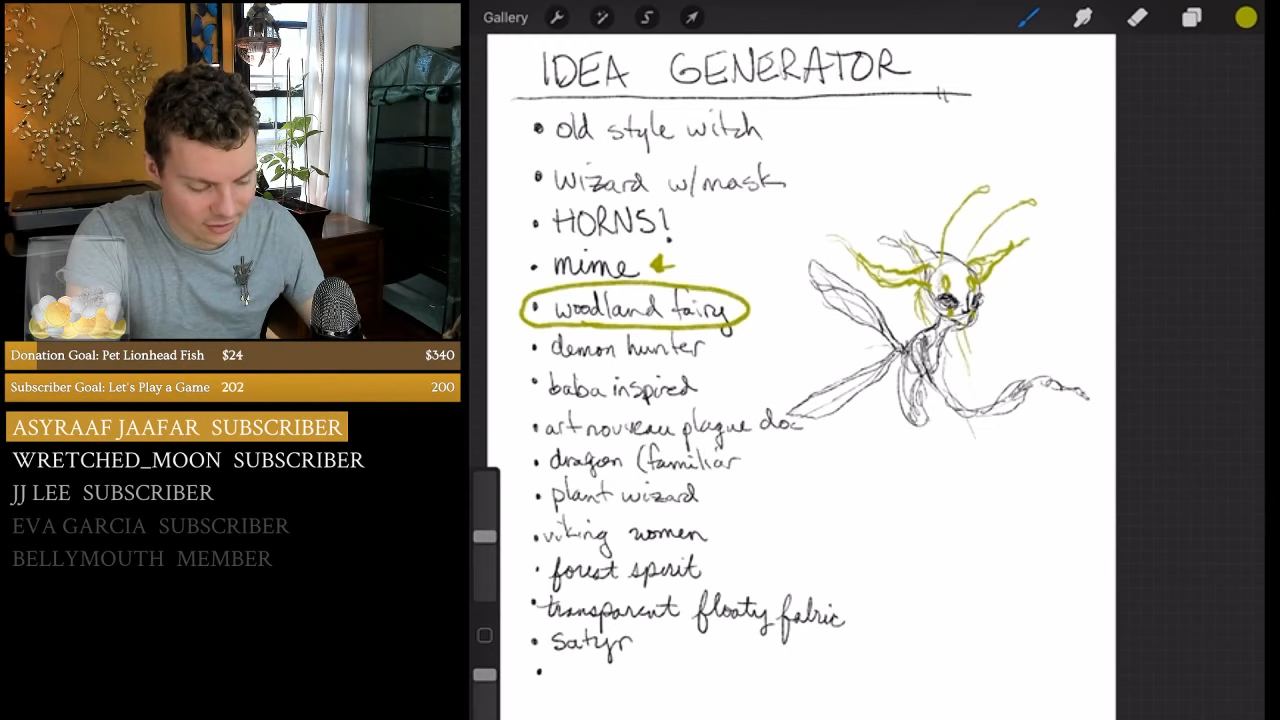 Gallery
IDEA GENERATOR
• old style witch
• wizard w/mask
• HORNS!
• mime
• woodland fairy
• demon hunter
• baba inspired
• art nouveau plague doc
• dragon (familiar
• plant wizard
• viking women
• forest spirit
• transparent floaty fabric
• satyr
•
Donation Goal: Pet Lionhead Fish $24 $340
Subscriber Goal: Let's Play a Game 202 200
ASYRAAF JAAFAR SUBSCRIBER
WRETCHED_MOON SUBSCRIBER
JJ LEE SUBSCRIBER
EVA GARCIA SUBSCRIBER
BELLYMOUTH MEMBER